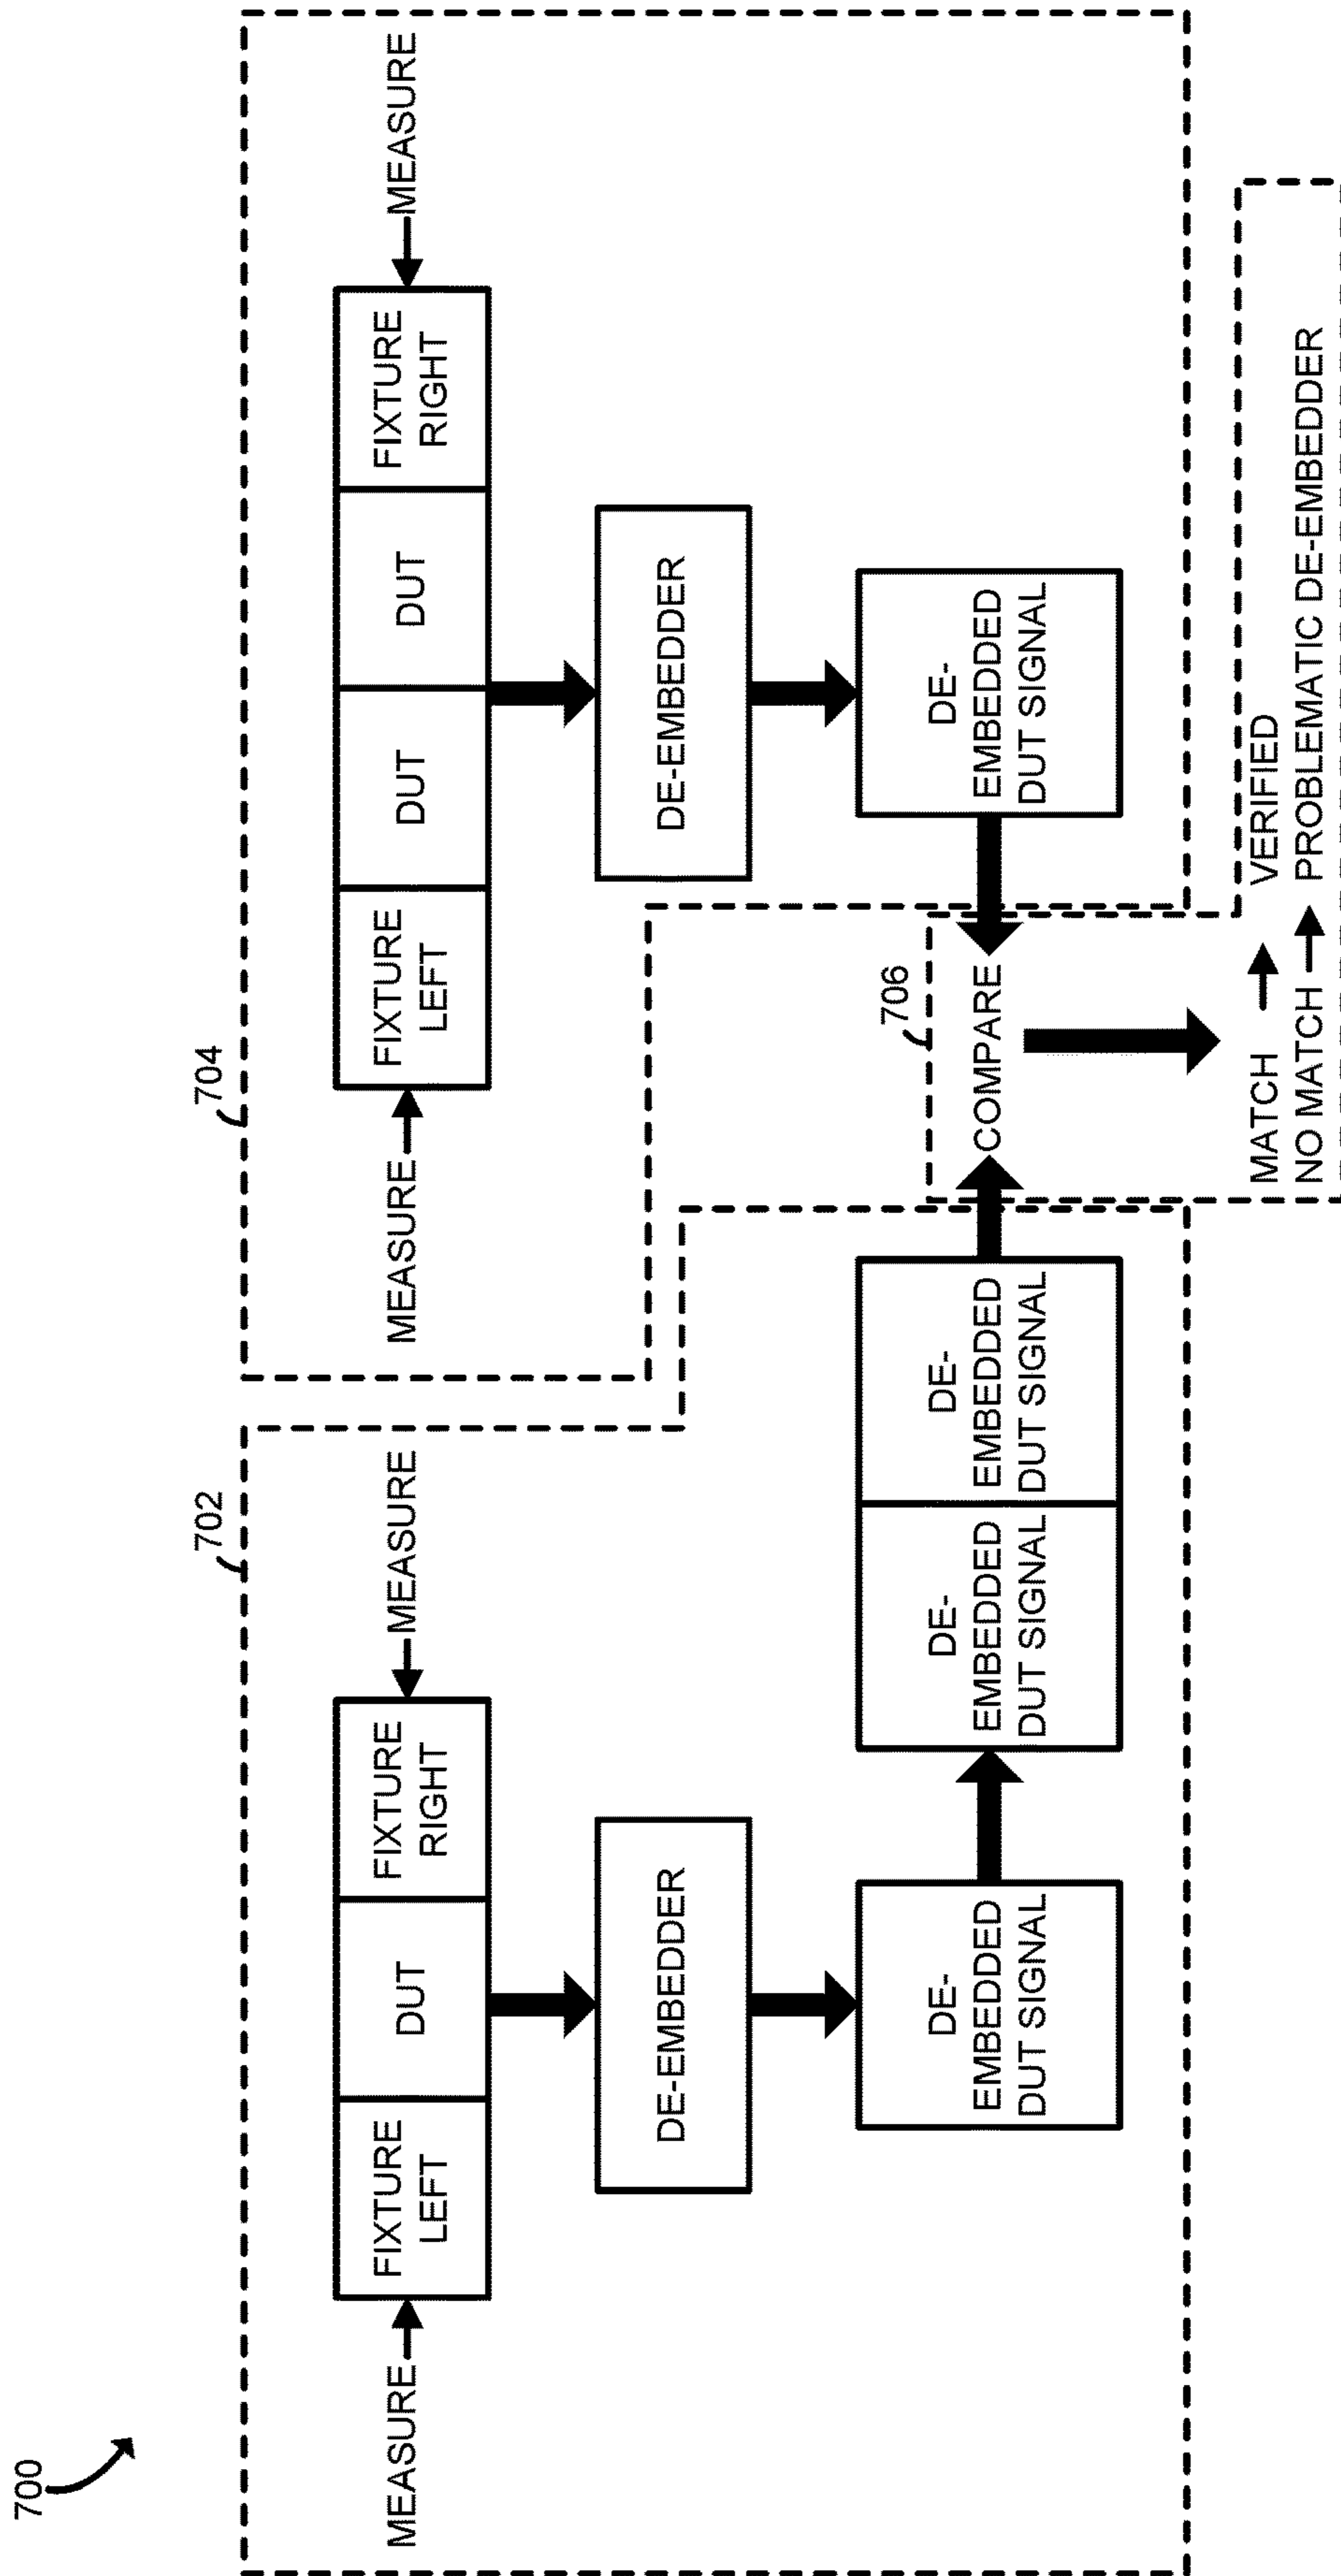 700
702
MEASURE
FIXTURE
LEFT
DUT
FIXTURE
RIGHT
MEASURE
DE-EMBEDDER
DE-
EMBEDDED
DUT SIGNAL
DE-
EMBEDDED
DUT SIGNAL
DE-
EMBEDDED
DUT SIGNAL
704
MEASURE
FIXTURE
LEFT
DUT
DUT
FIXTURE
RIGHT
MEASURE
DE-EMBEDDER
DE-
EMBEDDED
DUT SIGNAL
706
COMPARE
MATCH VERIFIED
NO MATCH PROBLEMATIC DE-EMBEDDER